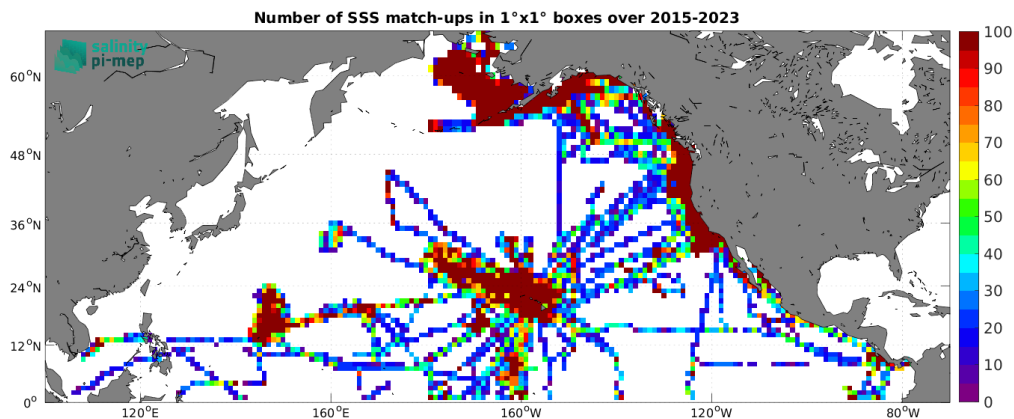 Number of SSS match-ups in 1°x1° boxes over 2015-2023
salinity
pi-mep
60°N
48°N
36°N
24°N
12°N
0°
120°E
160°E
160°W
120°W
80°W
100
90
80
70
60
50
40
30
20
10
0